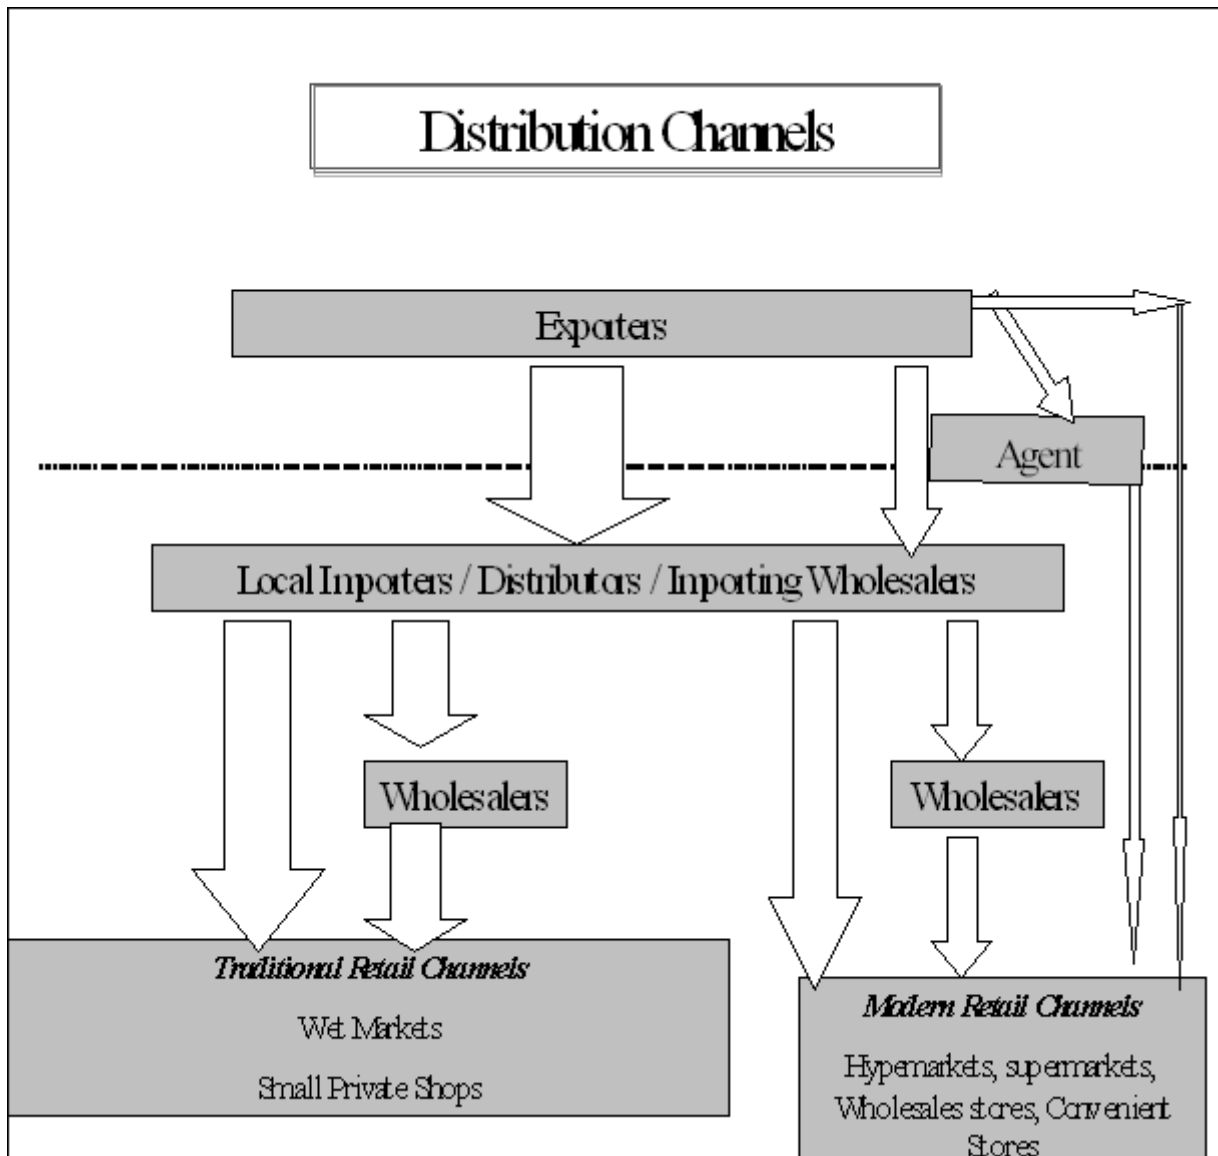 Distribution Channels
Exporters
Agent
Local Importers / Distributors / Importing Wholesalers
Wholesalers
Wholesalers
Traditional Retail Channels
Wet Markets
Small Private Shops
Modern Retail Channels
Hypermarkets, supermarkets,
Wholesales stores, Convenient
Stores